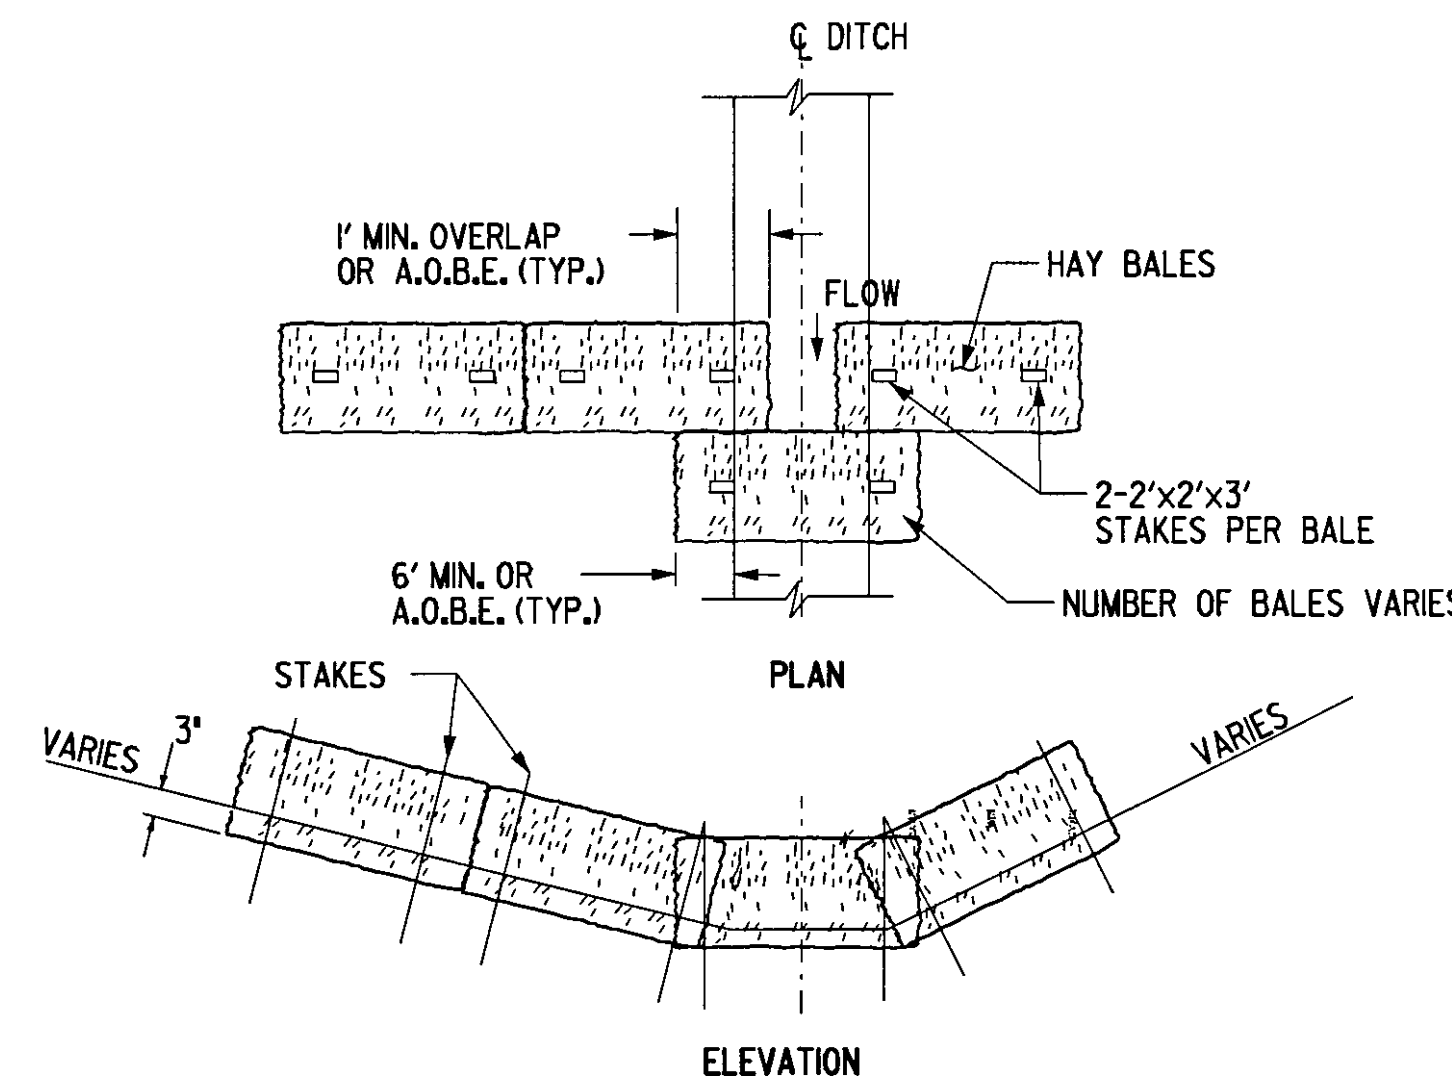 ℄ DITCH
1' MIN. OVERLAP
OR A.O.B.E. (TYP.)
HAY BALES
FLOW
2-2'x2'x3'
STAKES PER BALE
6' MIN. OR
A.O.B.E. (TYP.)
NUMBER OF BALES VARIES
PLAN
STAKES
VARIES
3"
VARIES
ELEVATION